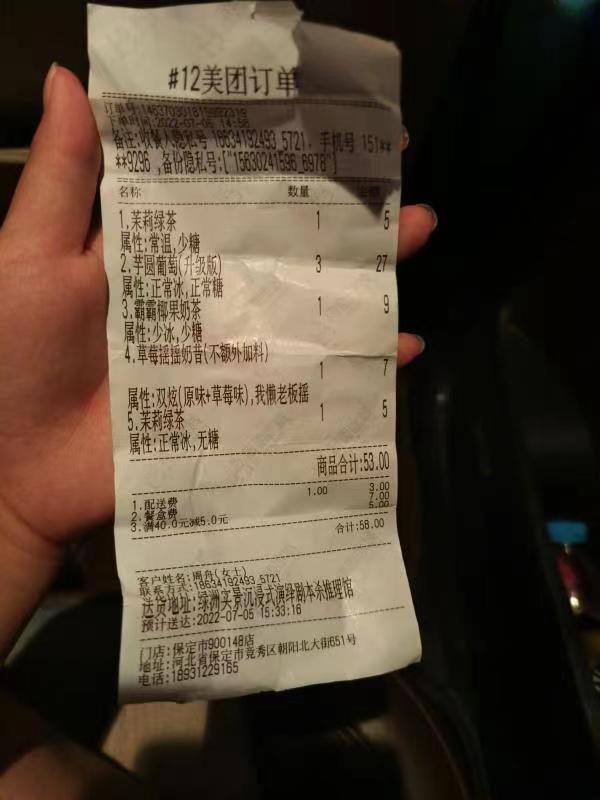 #12美团订单
下单时间:2022-07-05 14:58
备注:收餐人隐私号 16634192493_5721, 手机号 151**
**9296 ,备份隐私号:["15630241596_6978"]
名称 数量
1.茉莉绿茶 1 5
属性:常温,少糖
2.芋圆葡萄(升级版) 3 27
属性:正常冰,正常糖
3.霸霸椰果奶茶 1 9
属性:少冰,少糖
4.草莓摇摇奶昔(不额外加料)
1 7
属性:双炫(原味+草莓味),我懒老板摇
5.茉莉绿茶 1 5
属性:正常冰,无糖
商品合计:53.00
1.配送费 1.00 3.00
2.餐盒费 7.00
3.满40.0元减5.0元 5.00
合计:58.00
客户姓名:周冉(女士)
联系方式:18634192493_5721
送货地址:绿洲实景沉浸式演绎剧本杀推理馆
预计送达:2022-07-05 15:33:16
门店:保定市900148店
地址:河北省保定市竞秀区朝阳北大街651号
电话:18931229165